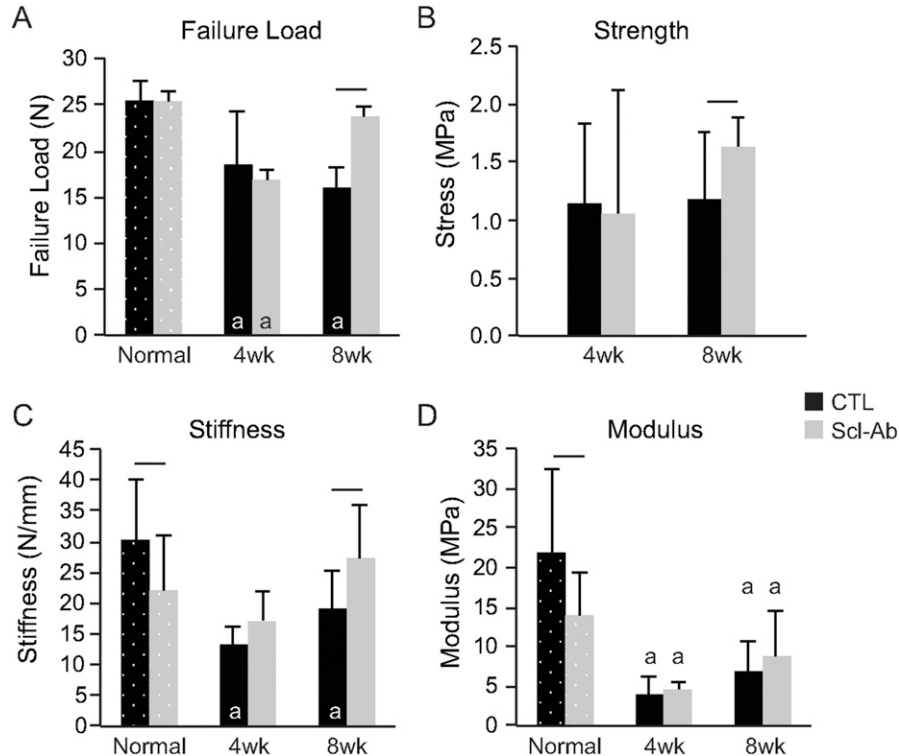 A
Failure Load
Failure Load (N)
30
25
20
15
10
5
0
a
a
a
Normal
4wk
8wk
B
Strength
Stress (MPa)
2.5
2.0
1.5
1.0
0.5
0.0
4wk
8wk
CTL
Scl-Ab
C
Stiffness
Stiffness (N/mm)
45
40
35
30
25
20
15
10
5
0
a
a
Normal
4wk
8wk
D
Modulus
Modulus (MPa)
35
30
25
20
15
10
5
0
a
a
a
a
Normal
4wk
8wk